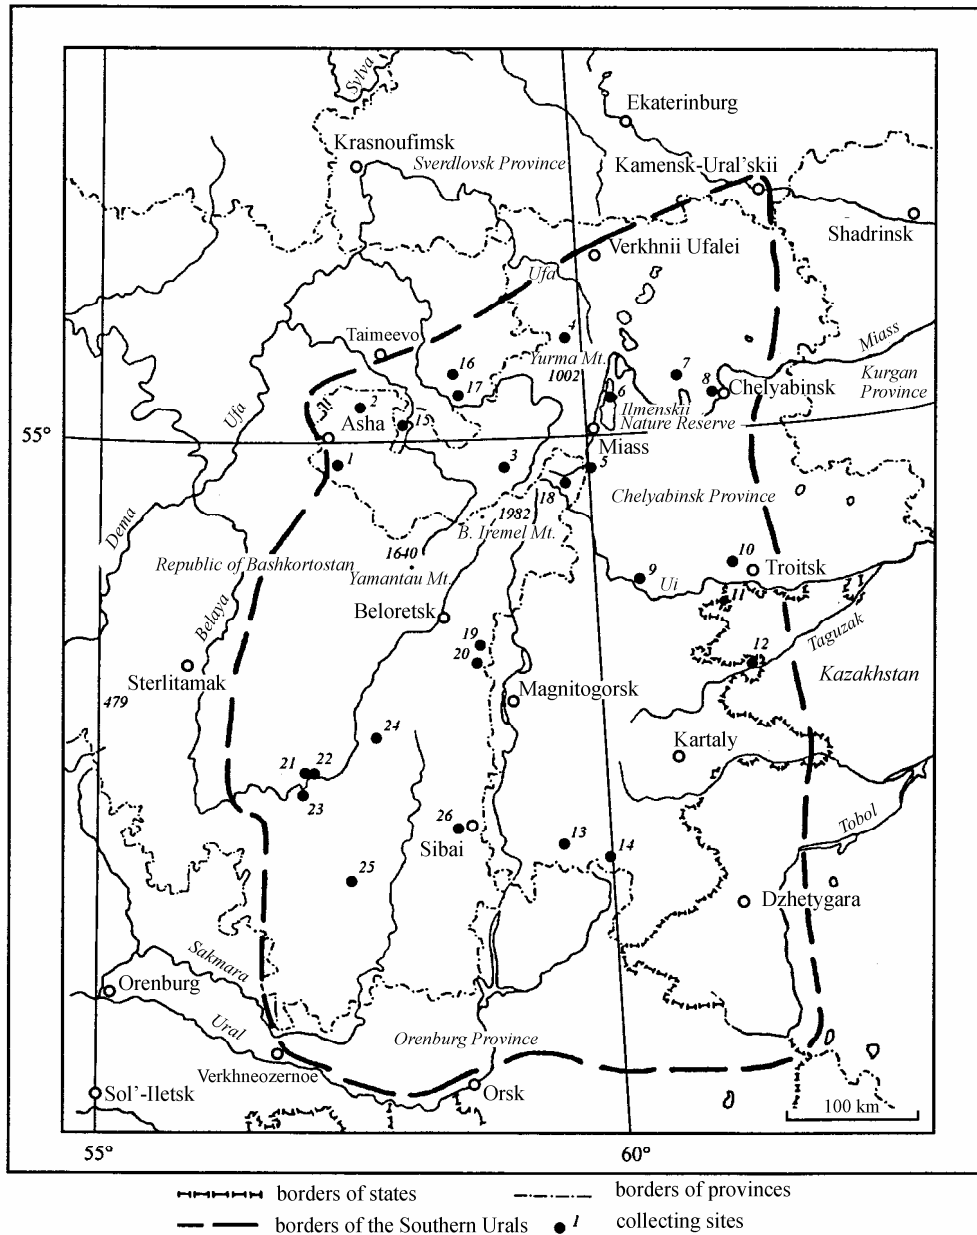 Sylva
Ekaterinburg
Krasnoufimsk
Sverdlovsk Province
Kamensk-Ural'skii
Shadrinsk
Verkhnii Ufalei
Ufa
Taimeevo
4
Yurma Mt.
1002
Miass
Kurgan
Province
16
17
7
8
Chelyabinsk
6
Ilmenskii
Nature Reserve
2
15
Asha
Ufa
55°
Miass
1
3
5
18
Chelyabinsk Province
1982
B. Iremel Mt.
Dema
1640
Yamantau Mt.
Republic of Bashkortostan
10
Troitsk
9
Ui
11
Belaya
Beloretsk
Taguzak
19
20
12
Kazakhstan
Sterlitamak
479
Magnitogorsk
24
Kartaly
21
22
23
Tobol
26
Sibai
13
14
25
Dzhetygara
Sakmara
Orenburg
Ural
Orenburg Province
Verkhneozernoe
Sol'-Iletsk
Orsk
100 km
55°
60°
borders of states
borders of provinces
borders of the Southern Urals
1
collecting sites